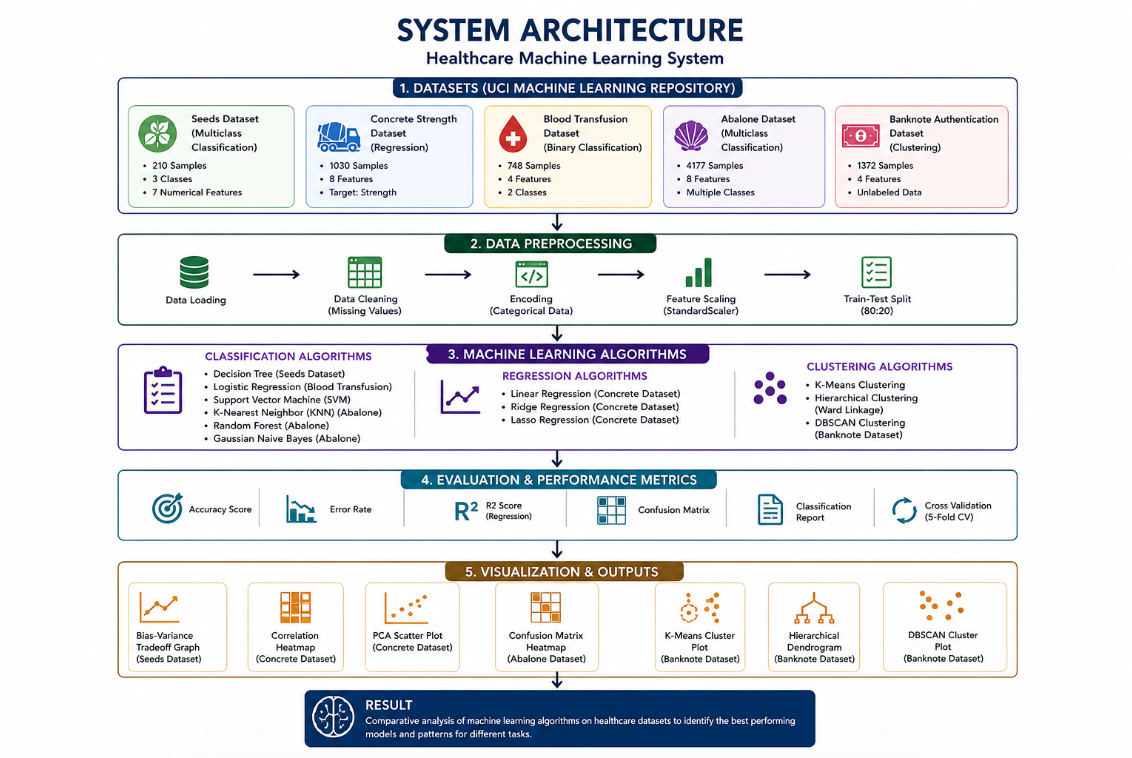 SYSTEM ARCHITECTURE
Healthcare Machine Learning System
1. DATASETS (UCI MACHINE LEARNING REPOSITORY)
Seeds Dataset
(Multiclass
Classification)
• 210 Samples
• 3 Classes
• 7 Numerical Features
Concrete Strength
Dataset
(Regression)
• 1030 Samples
• 8 Features
• Target: Strength
Blood Transfusion
Dataset
(Binary Classification)
• 748 Samples
• 4 Features
• 2 Classes
Abalone Dataset
(Multiclass
Classification)
• 4177 Samples
• 8 Features
• Multiple Classes
Banknote Authentication
Dataset
(Clustering)
• 1372 Samples
• 4 Features
• Unlabeled Data
2. DATA PREPROCESSING
Data Loading
Data Cleaning
(Missing Values)
Encoding
(Categorical Data)
Feature Scaling
(StandardScaler)
Train-Test Split
(80:20)
3. MACHINE LEARNING ALGORITHMS
CLASSIFICATION ALGORITHMS
• Decision Tree (Seeds Dataset)
• Logistic Regression (Blood Transfusion)
• Support Vector Machine (SVM)
• K-Nearest Neighbor (KNN) (Abalone)
• Random Forest (Abalone)
• Gaussian Naive Bayes (Abalone)
REGRESSION ALGORITHMS
• Linear Regression (Concrete Dataset)
• Ridge Regression (Concrete Dataset)
• Lasso Regression (Concrete Dataset)
CLUSTERING ALGORITHMS
• K-Means Clustering
• Hierarchical Clustering
(Ward Linkage)
• DBSCAN Clustering
(Banknote Dataset)
4. EVALUATION & PERFORMANCE METRICS
Accuracy Score
Error Rate
R²
R2 Score
(Regression)
Confusion Matrix
Classification
Report
Cross Validation
(5-Fold CV)
5. VISUALIZATION & OUTPUTS
Bias-Variance
Tradeoff Graph
(Seeds Dataset)
Correlation
Heatmap
(Concrete Dataset)
PCA Scatter Plot
(Concrete Dataset)
Confusion Matrix
Heatmap
(Abalone Dataset)
K-Means Cluster
Plot
(Banknote Dataset)
Hierarchical
Dendrogram
(Banknote Dataset)
DBSCAN Cluster
Plot
(Banknote Dataset)
RESULT
Comparative analysis of machine learning algorithms on healthcare datasets to identify the best performing
models and patterns for different tasks.